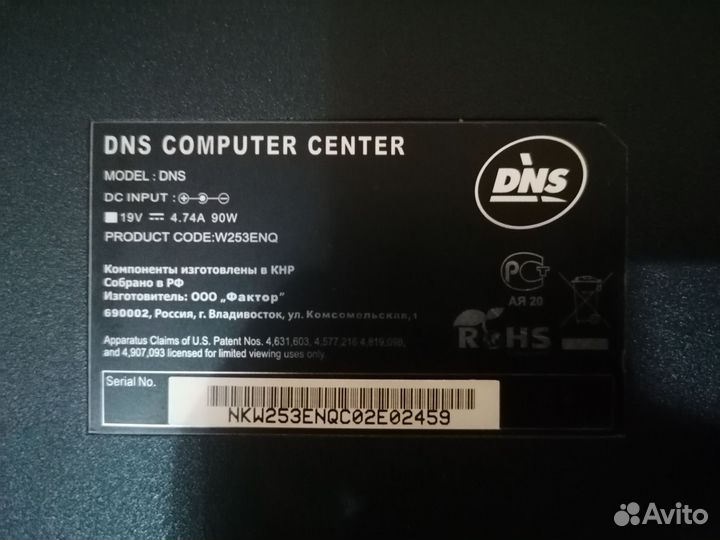 DNS COMPUTER CENTER
DNS
MODEL : DNS
DC INPUT :
19V 4.74A 90W
PRODUCT CODE:W253ENQ
Компоненты изготовлены в КНР
Собрано в РФ
Изготовитель: ООО „Фактор"
690002, Россия, г. Владивосток, ул. Комсомольская, 1
РСТ
АЯ 20
RoHS
Apparatus Claims of U.S. Patent Nos. 4,631,603, 4,577,216 4,819,098,
and 4,907,093 licensed for limited viewing uses only.
Serial No.
NKW253ENQC02E02459
Avito